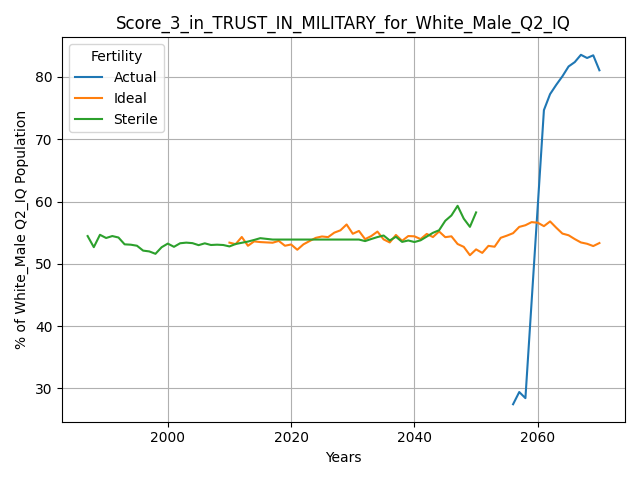 Score_3_in_TRUST_IN_MILITARY_for_White_Male_Q2_IQ
Fertility
Actual
Ideal
Sterile
% of White_Male Q2_IQ Population
80
70
60
50
40
30
2000
2020
2040
2060
Years